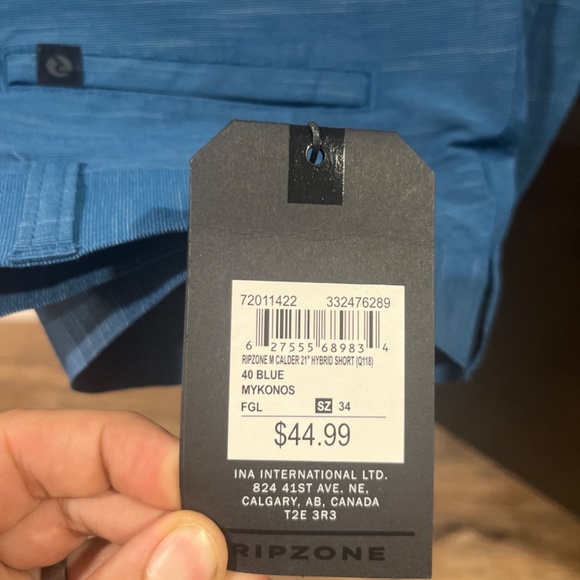 72011422 332476289
6 27555 68983 4
RIPZONE M CALDER 21" HYBRID SHORT (Q118)
40 BLUE
MYKONOS
FGL SZ 34
$44.99
INA INTERNATIONAL LTD.
824 41ST AVE. NE,
CALGARY, AB, CANADA
T2E 3R3
RIPZONE